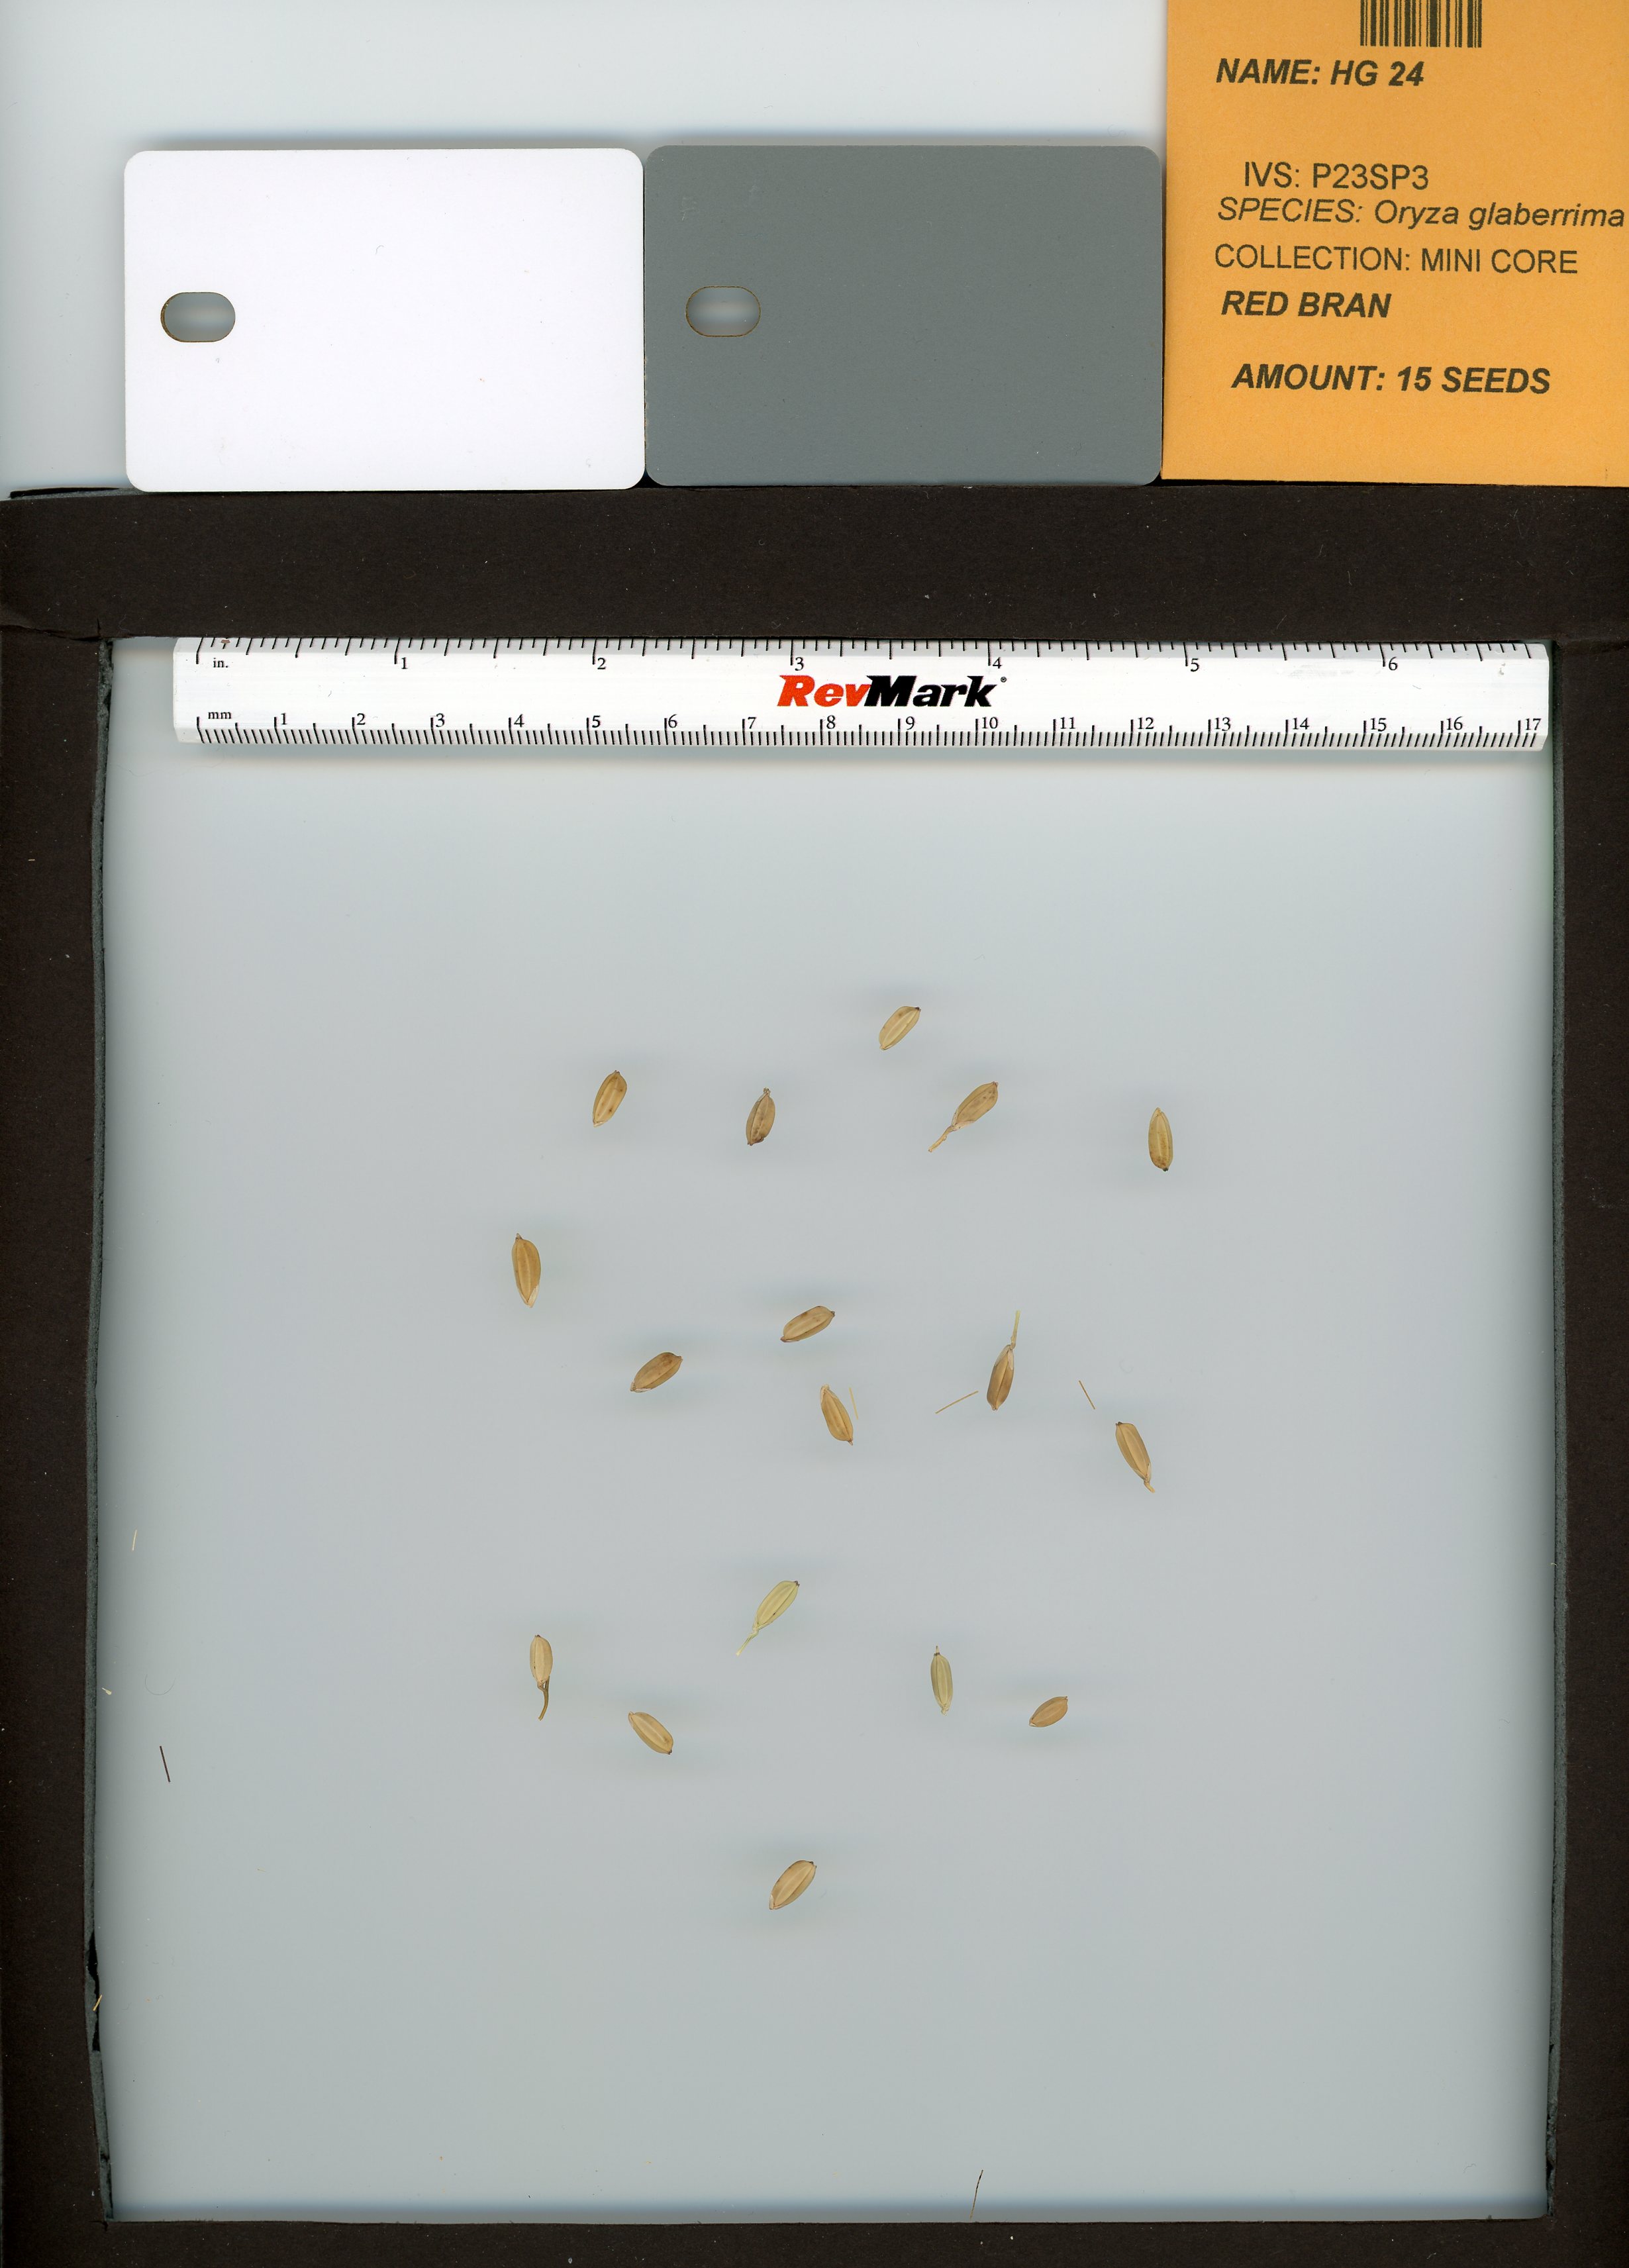 NAME: HG 24
IVS: P23SP3
SPECIES: Oryza glaberrima
COLLECTION: MINI CORE
RED BRAN
AMOUNT: 15 SEEDS
in. 1 2 3 4 5 6
RevMark®
mm 1 2 3 4 5 6 7 8 9 10 11 12 13 14 15 16 17